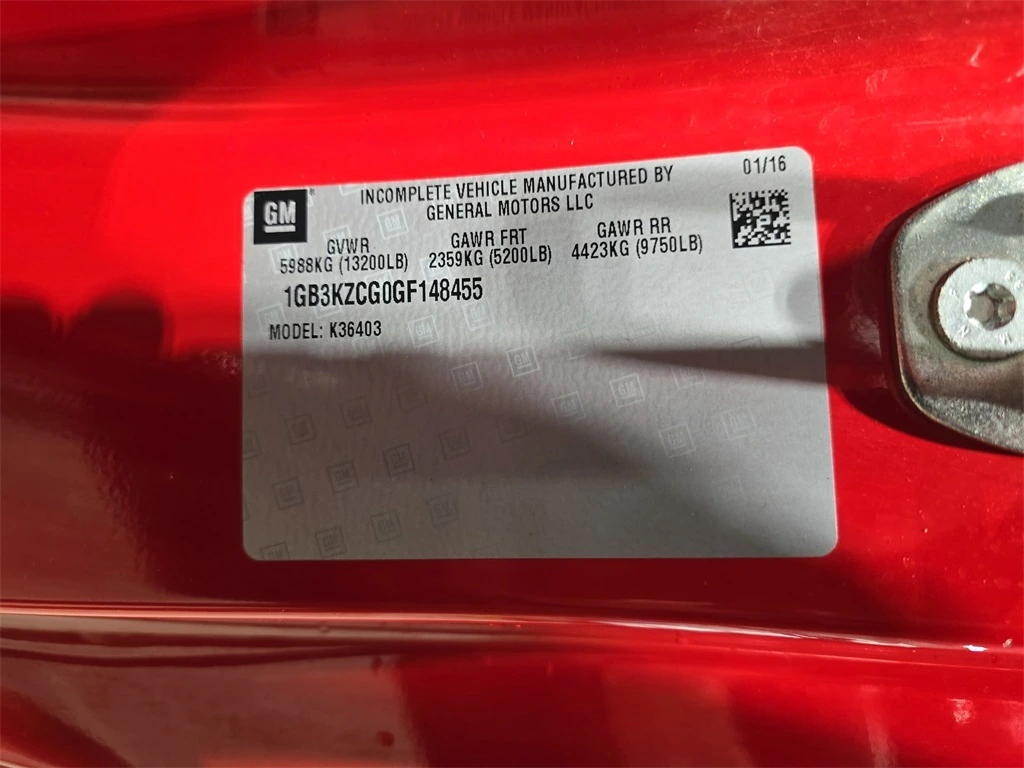 01/16
GM
INCOMPLETE VEHICLE MANUFACTURED BY
GENERAL MOTORS LLC
GVWR GAWR FRT GAWR RR
5988KG (13200LB) 2359KG (5200LB) 4423KG (9750LB)
1GB3KZCG0GF148455
MODEL: K36403